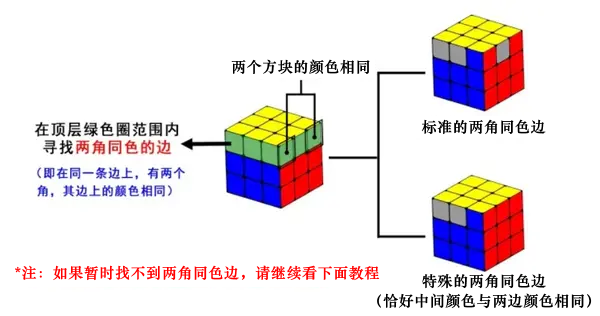 两个方块的颜色相同
在顶层绿色圈范围内
寻找两角同色的边
（即在同一条边上，有两个
角，其边上的颜色相同）
标准的两角同色边
*注：如果暂时找不到两角同色边，请继续看下面教程
特殊的两角同色边
（恰好中间颜色与两边颜色相同）